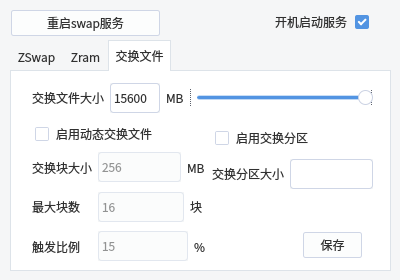 重启swap服务 开机启动服务
ZSwap Zram 交换文件
交换文件大小 15600 MB
启用动态交换文件 启用交换分区
交换块大小 256 MB 交换分区大小
最大块数 16 块
触发比例 15 % 保存